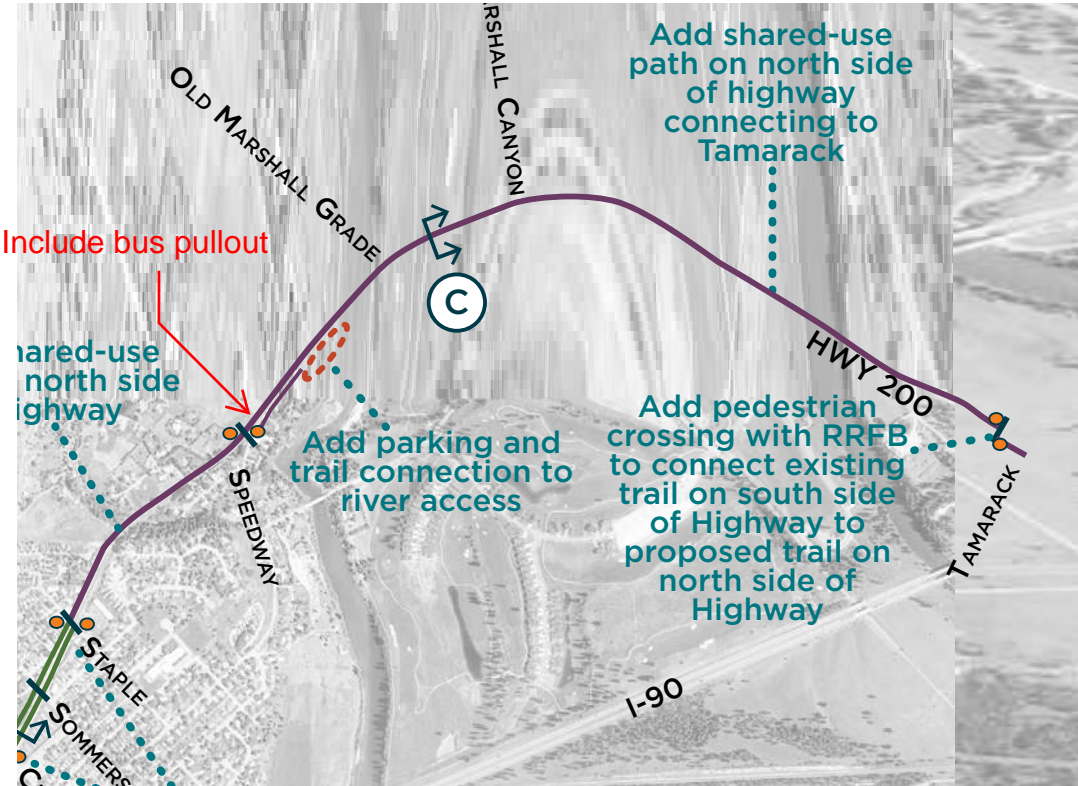 RSHALL CANYON
Add shared-use
path on north side
of highway
connecting to
Tamarack
OLD MARSHALL GRADE
Include bus pullout
C
HWY 200
hared-use
north side
ighway
Add parking and
trail connection to
river access
Add pedestrian
crossing with RRFB
to connect existing
trail on south side
of Highway to
proposed trail on
north side of
Highway
SPEEDWAY
TAMARACK
STAPLE
SOMMERS
I-90